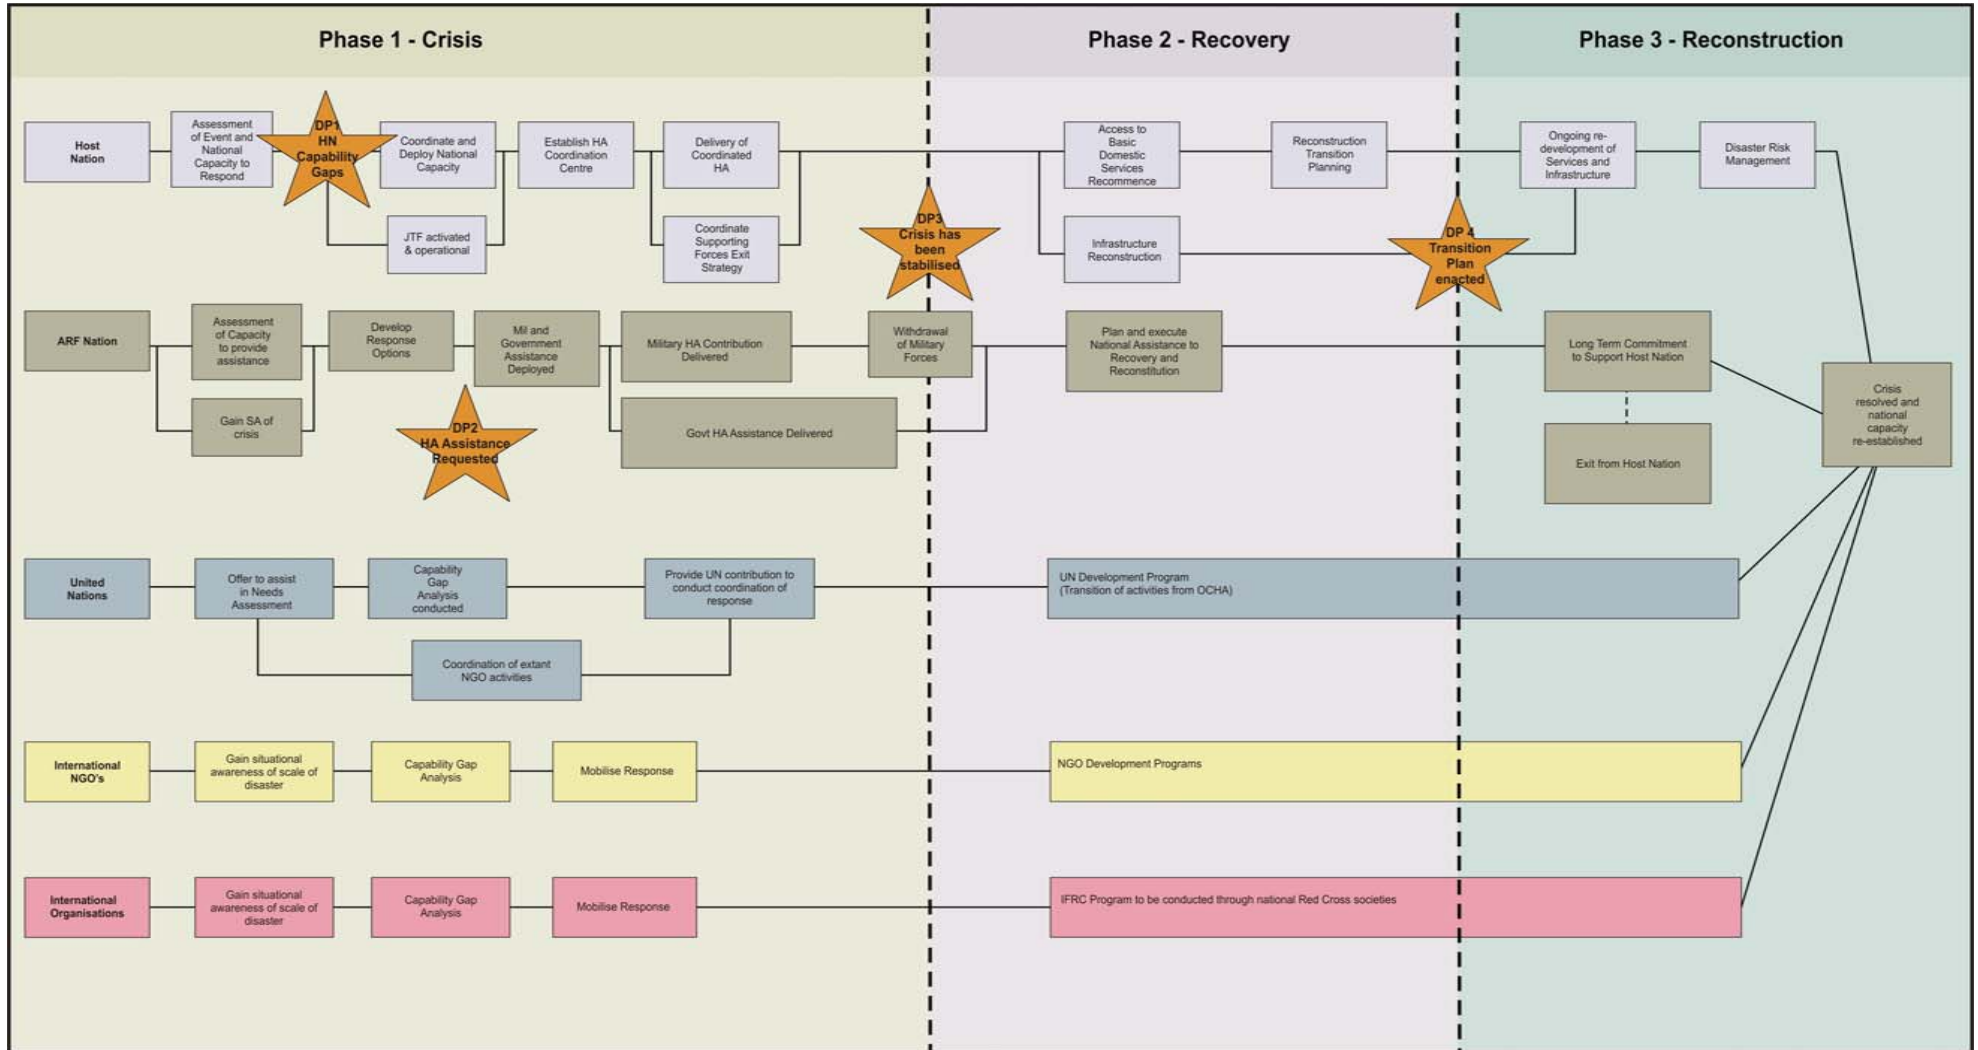 Phase 1 - Crisis
Phase 2 - Recovery
Phase 3 - Reconstruction
Host
Nation
Assessment
of Event and
National
Capacity to
Respond
DP1
HN
Capability
Gaps
Coordinate and
Deploy National
Capacity
JTF activated
& operational
Establish HA
Coordination
Centre
Delivery of
Coordinated
HA
Coordinate
Supporting
Forces Exit
Strategy
DP3
Crisis has
been
stabilised
Access to
Basic
Domestic
Services
Recommence
Infrastructure
Reconstruction
Reconstruction
Transition
Planning
DP 4
Transition
Plan
enacted
Ongoing re-
development of
Services and
Infrastructure
Disaster Risk
Management
ARF Nation
Assessment
of Capacity
to provide
assistance
Gain SA of
crisis
Develop
Response
Options
DP2
HA Assistance
Requested
Mil and
Government
Assistance
Deployed
Military HA Contribution
Delivered
Govt HA Assistance Delivered
Withdrawal
of Military
Forces
Plan and execute
National Assistance to
Recovery and
Reconstitution
Long Term Commitment
to Support Host Nation
Exit from Host Nation
Crisis
resolved and
national
capacity
re-established
United
Nations
Offer to assist
in Needs
Assessment
Capability
Gap
Analysis
conducted
Coordination of extant
NGO activities
Provide UN contribution to
conduct coordination of
response
UN Development Program
(Transition of activities from OCHA)
International
NGO's
Gain situational
awareness of scale of
disaster
Capability Gap
Analysis
Mobilise Response
NGO Development Programs
International
Organisations
Gain situational
awareness of scale of
disaster
Capability Gap
Analysis
Mobilise Response
IFRC Program to be conducted through national Red Cross societies